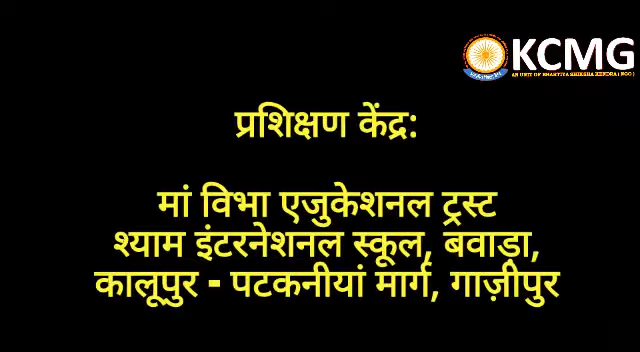 KCMG
AN UNIT OF BHARTIYA SHIKSHA KENDRA ( NGO )
प्रशिक्षण केंद्र:
मां विभा एजुकेशनल ट्रस्ट
श्याम इंटरनेशनल स्कूल, बवाड़ा,
कालूपुर - पटकनीयां मार्ग, गाज़ीपुर